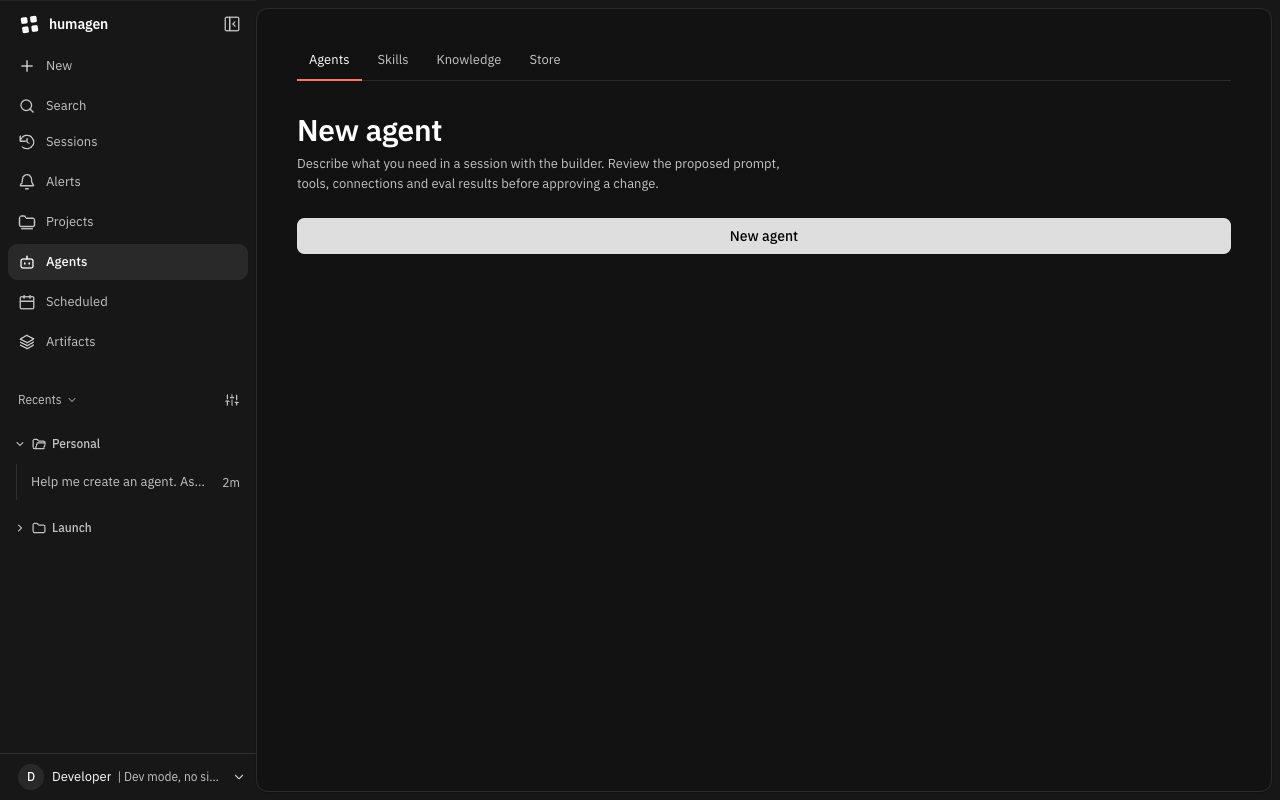 humagen
New
Search
Sessions
Alerts
Projects
Agents
Scheduled
Artifacts
Recents
Personal
Help me create an agent. As... 2m
Launch
D Developer | Dev mode, no si...
Agents Skills Knowledge Store
New agent
Describe what you need in a session with the builder. Review the proposed prompt,
tools, connections and eval results before approving a change.
New agent